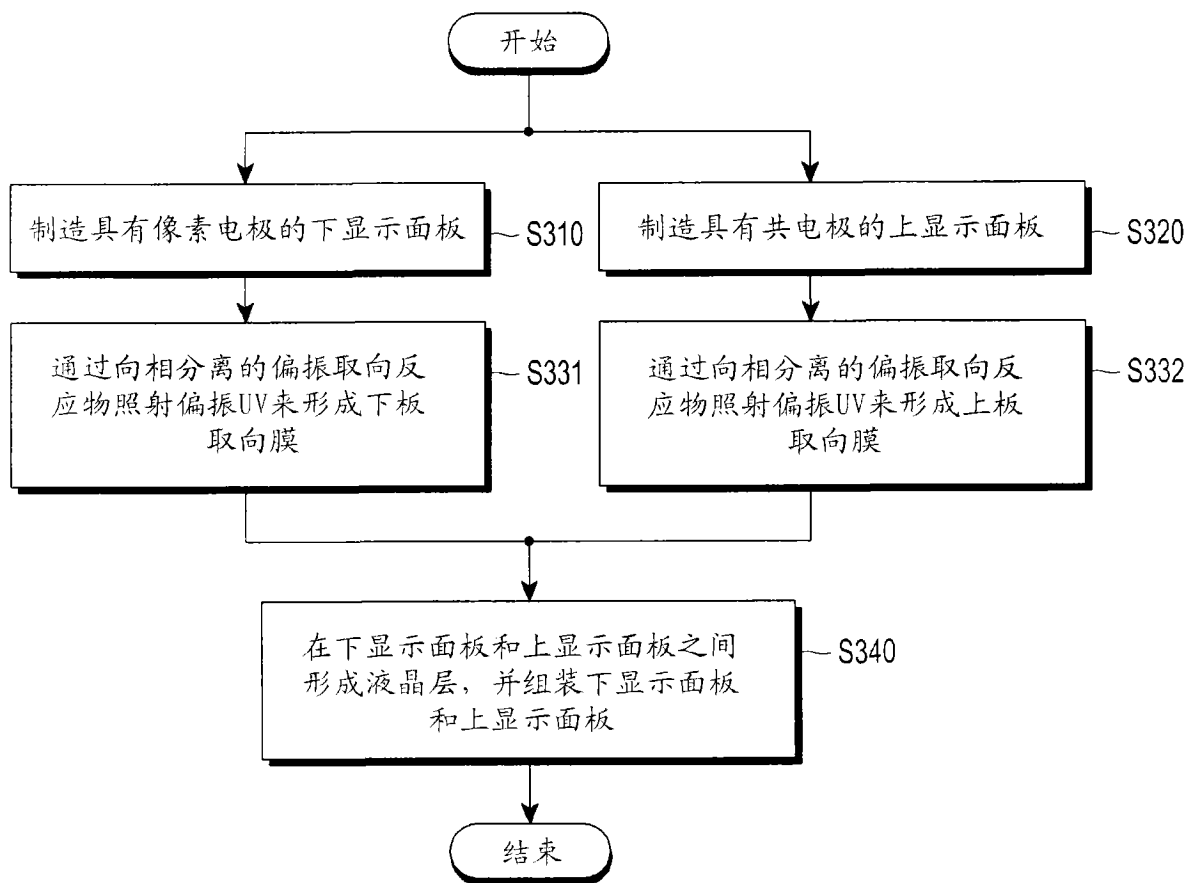 开始
制造具有像素电极的下显示面板
S310
制造具有共电极的上显示面板
S320
通过向相分离的偏振取向反
应物照射偏振UV来形成下板
取向膜
S331
通过向相分离的偏振取向反
应物照射偏振UV来形成上板
取向膜
S332
在下显示面板和上显示面板之间
形成液晶层，并组装下显示面板
和上显示面板
S340
结束